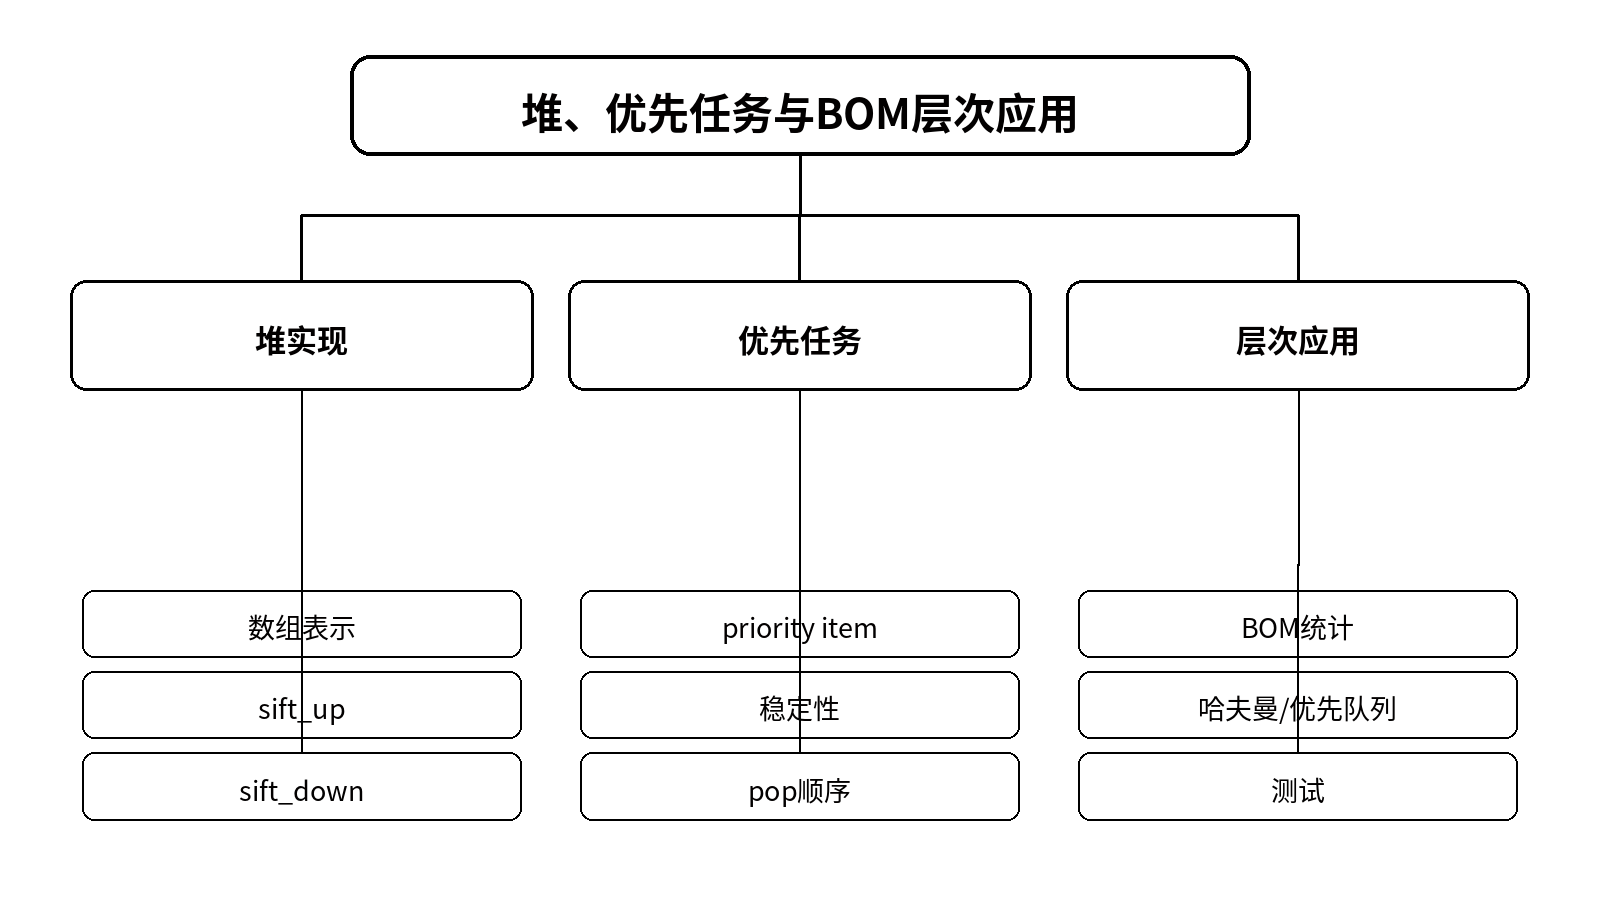 堆、优先任务与BOM层次应用
堆实现
优先任务
层次应用
数组表示
priority item
BOM统计
sift_up
稳定性
哈夫曼/优先队列
sift_down
pop顺序
测试